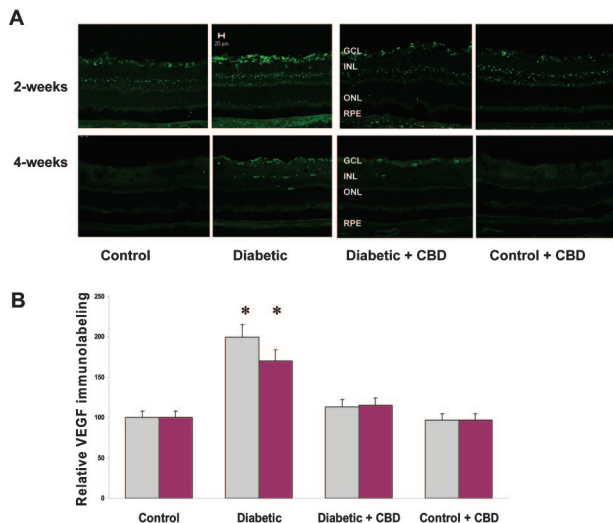 A
20 µm
GCL
INL
ONL
RPE
2-weeks
GCL
INL
ONL
RPE
4-weeks
Control Diabetic Diabetic + CBD Control + CBD
B
Relative VEGF immunolabeling
250
200
150
100
50
0
* *
Control Diabetic Diabetic + CBD Control + CBD